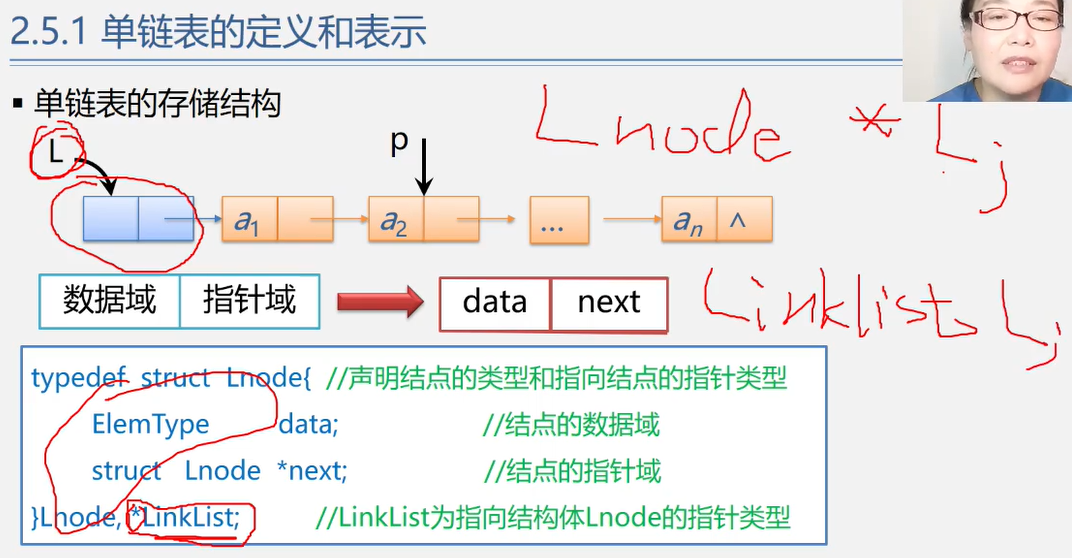 2.5.1 单链表的定义和表示
▪ 单链表的存储结构
Lnode *L;
L
p
a1 a2 ... an ^
数据域 指针域 data next
Linklist L;
typedef struct Lnode{ //声明结点的类型和指向结点的指针类型
ElemType data; //结点的数据域
struct Lnode *next; //结点的指针域
}Lnode, *LinkList; //LinkList为指向结构体Lnode的指针类型